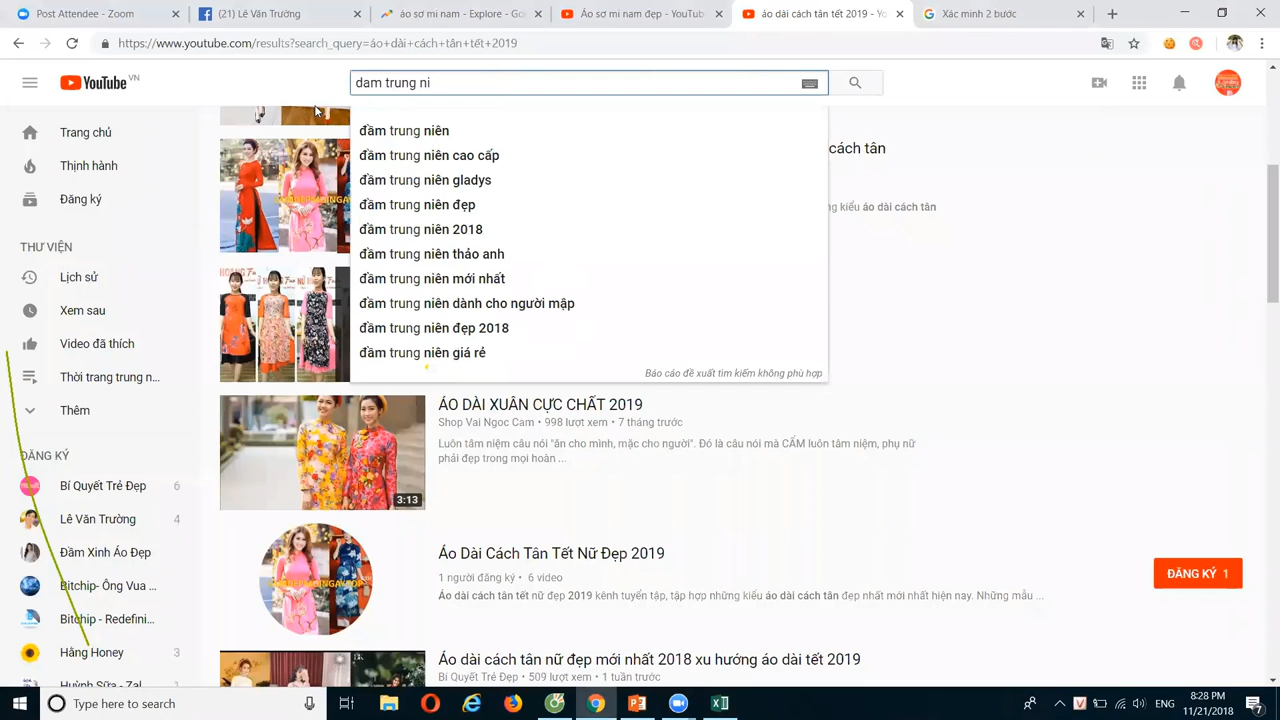 Post Attendee - Zoom
(21) Lê Văn Trường
áo sơ mi nam - Explore - Goo
Áo sơ mi nam đẹp - YouTube
áo dài cách tân tết 2019 - Yo
Xác minh 2 bước
https://www.youtube.com/results?search_query=áo+dài+cách+tân+tết+2019
YouTube VN
dam trung ni
đầm trung niên
đầm trung niên cao cấp
đầm trung niên gladys
đầm trung niên đẹp
đầm trung niên 2018
đầm trung niên thảo anh
đầm trung niên mới nhất
đầm trung niên dành cho người mập
đầm trung niên đẹp 2018
đầm trung niên giá rẻ
Báo cáo đề xuất tìm kiếm không phù hợp
cách tân
ng kiểu áo dài cách tân
Trang chủ
Thịnh hành
Đăng ký
THƯ VIỆN
Lịch sử
Xem sau
Video đã thích
Thời trang trung n...
Thêm
ĐĂNG KÝ
Bí Quyết Trẻ Đẹp 6
Lê Văn Trường 4
Đầm Xinh Áo Đẹp
Bitchip- Ông Vua ...
Bitchip - Redefini...
Hằng Honey 3
Huỳnh Sữa- Zal... 1
ÁO DÀI XUÂN CỰC CHẤT 2019
Shop Vai Ngoc Cam • 998 lượt xem • 7 tháng trước
Luôn tâm niệm câu nói "ăn cho mình, mặc cho người". Đó là câu nói mà CẨM luôn tâm niệm, phụ nữ
phải đẹp trong mọi hoàn ...
3:13
Áo Dài Cách Tân Tết Nữ Đẹp 2019
1 người đăng ký • 6 video
Áo dài cách tân tết nữ đẹp 2019 kênh tuyển tập, tập hợp những kiểu áo dài cách tân đẹp nhất mới nhất hiện nay. Những mẫu ...
ĐĂNG KÝ 1
Áo dài cách tân nữ đẹp mới nhất 2018 xu hướng áo dài tết 2019
Bí Quyết Trẻ Đẹp • 509 lượt xem • 1 tuần trước
Type here to search
ENG
8:28 PM
11/21/2018
7